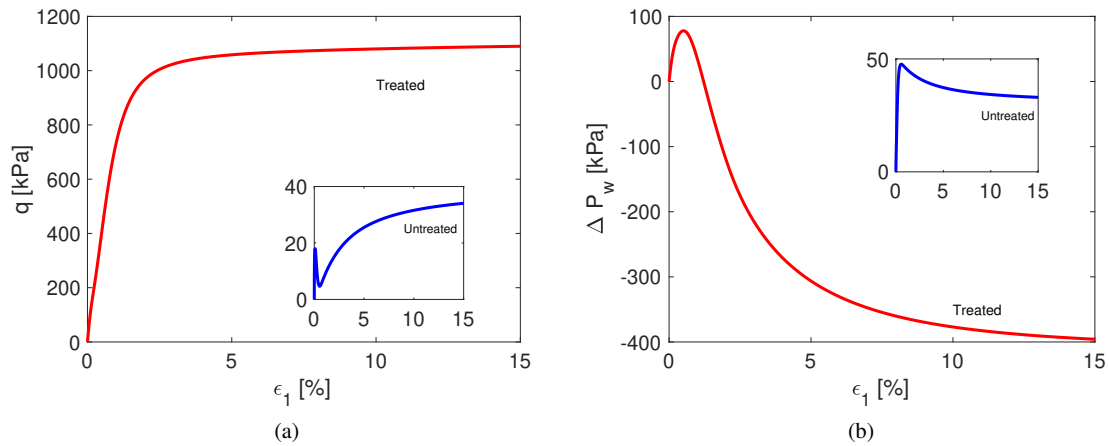 1200
1000
800
600
400
200
0
q [kPa]
Treated
40
20
0
Untreated
0 5 10 15
0 5 10 15
ϵ₁ [%]
(a)
100
0
-100
-200
-300
-400
Δ P_w [kPa]
50
0
Untreated
0 5 10 15
Treated
0 5 10 15
ϵ₁ [%]
(b)